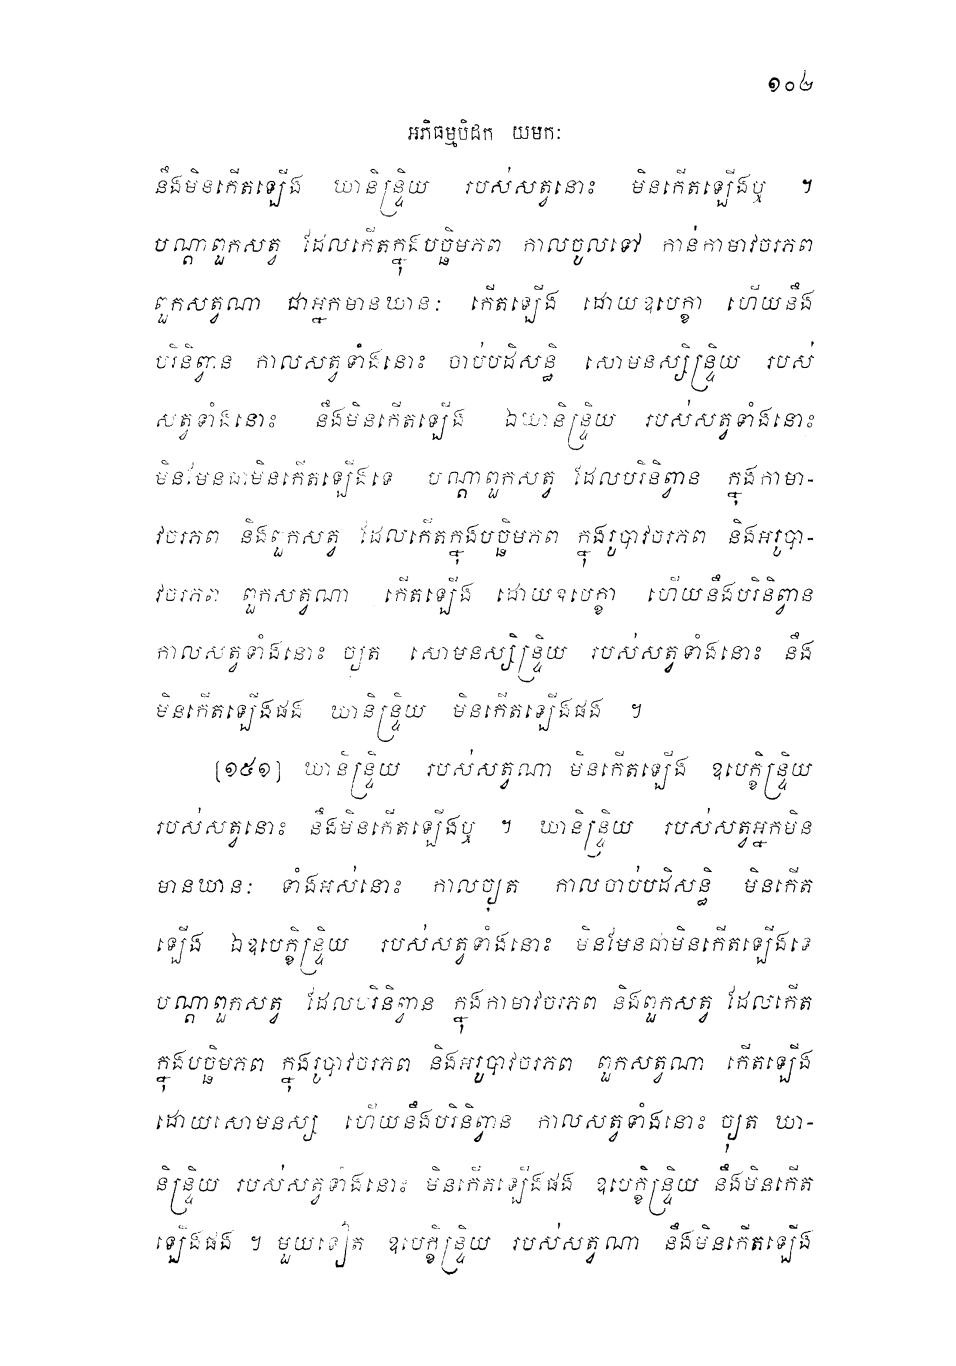 ១០៤
អភិធម្មបិដក យមកៈ
នឹងមិនកើតឡើង ឃានិន្រ្ទិយ របស់សត្វនោះ មិនកើតឡើងឬ ។
បណ្តាពួកសត្វ ដែលកើតក្នុងបច្ឆិមភព កាលចូលទៅ កាន់កាមាវចរភព
ពួកសត្វណា ជាអ្នកមានឃានៈ កើតឡើង ដោយឧបេក្ខា ហើយនឹង
បរិនិព្វាន កាលសត្វទាំងនោះ ចាប់បដិសន្ធិ សោមនស្សិន្រ្ទិយ របស់
សត្វទាំងនោះ នឹងមិនកើតឡើង ឯឃានិន្រ្ទិយ របស់សត្វទាំងនោះ
មិនមែនជាមិនកើតឡើងទេ បណ្តាពួកសត្វ ដែលបរិនិព្វាន ក្នុងកាមា-
វចរភព និងពួកសត្វ ដែលកើតក្នុងបច្ឆិមភព ក្នុងរូបាវចរភព និងអរូបា-
វចរភព ពួកសត្វណា កើតឡើង ដោយឧបេក្ខា ហើយនឹងបរិនិព្វាន
កាលសត្វទាំងនោះ ច្យុត សោមនស្សិន្រ្ទិយ របស់សត្វទាំងនោះ នឹង
មិនកើតឡើងផង ឃានិន្រ្ទិយ មិនកើតឡើងផង ។
[១៥១] ឃានិន្រ្ទិយ របស់សត្វណា មិនកើតឡើង ឧបេក្ខិន្រ្ទិយ
របស់សត្វនោះ នឹងមិនកើតឡើងឬ ។ ឃានិន្រ្ទិយ របស់សត្វអ្នកមិន
មានឃានៈ ទាំងអស់នោះ កាលច្យុត កាលចាប់បដិសន្ធិ មិនកើត
ឡើង ឯឧបេក្ខិន្រ្ទិយ របស់សត្វទាំងនោះ មិនមែនជាមិនកើតឡើងទេ
បណ្តាពួកសត្វ ដែលបរិនិព្វាន ក្នុងកាមាវចរភព និងពួកសត្វ ដែលកើត
ក្នុងបច្ឆិមភព ក្នុងរូបាវចរភព និងអរូបាវចរភព ពួកសត្វណា កើតឡើង
ដោយសោមនស្ស ហើយនឹងបរិនិព្វាន កាលសត្វទាំងនោះ ច្យុត ឃា-
និន្រ្ទិយ របស់សត្វទាំងនោះ មិនកើតឡើងផង ឧបេក្ខិន្រ្ទិយ នឹងមិនកើត
ឡើងផង ។ មួយទៀត ឧបេក្ខិន្រ្ទិយ របស់សត្វណា នឹងមិនកើតឡើង